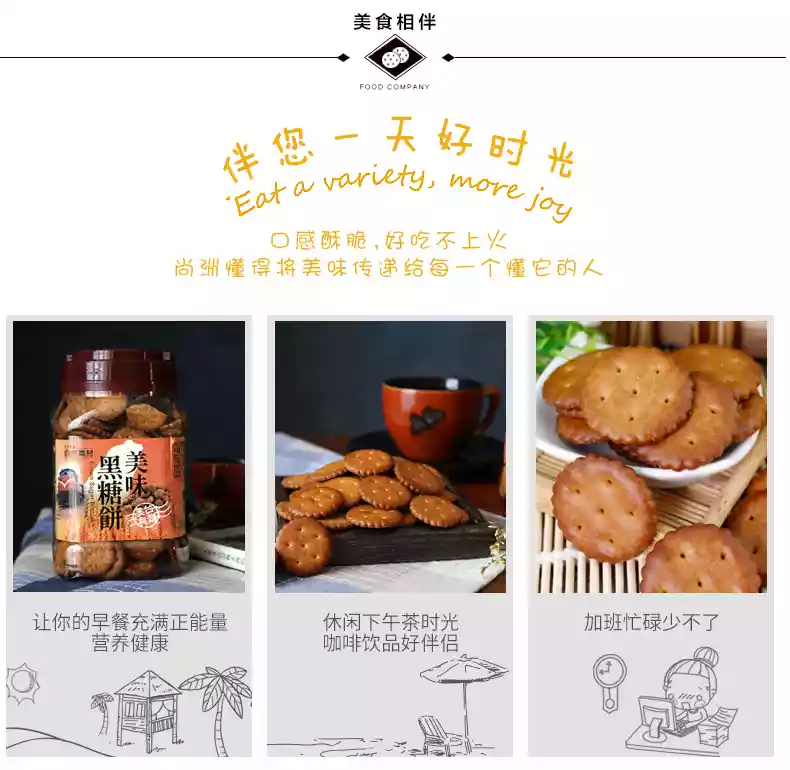 美食相伴
FOOD COMPANY
伴您一天好时光
'Eat a variety, more joy
口感酥脆,好吃不上火
尚洲懂得将美味传递给每一个懂它的人
美味
黑糖餅
让你的早餐充满正能量
营养健康
休闲下午茶时光
咖啡饮品好伴侣
加班忙碌少不了